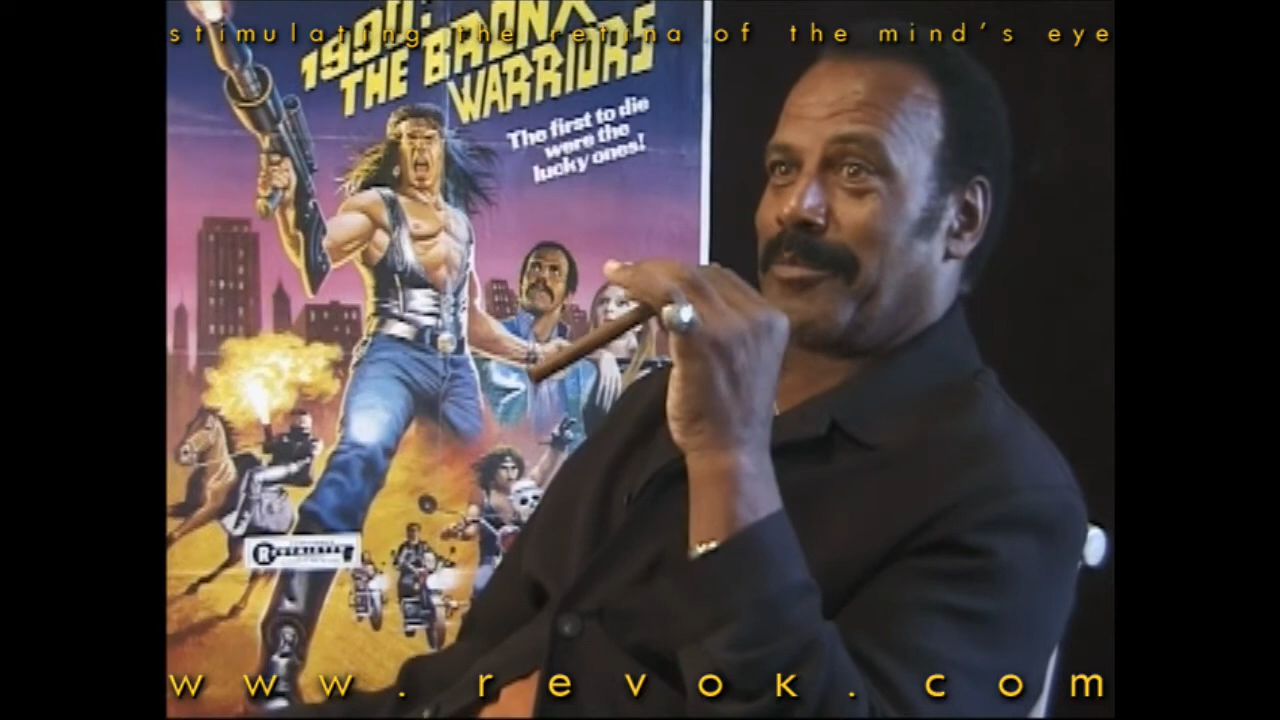 stimulating the retina of the mind's eye
1990:
THE BRONX
WARRIORS
The first to die
were the
lucky ones!
R
www.revok.com